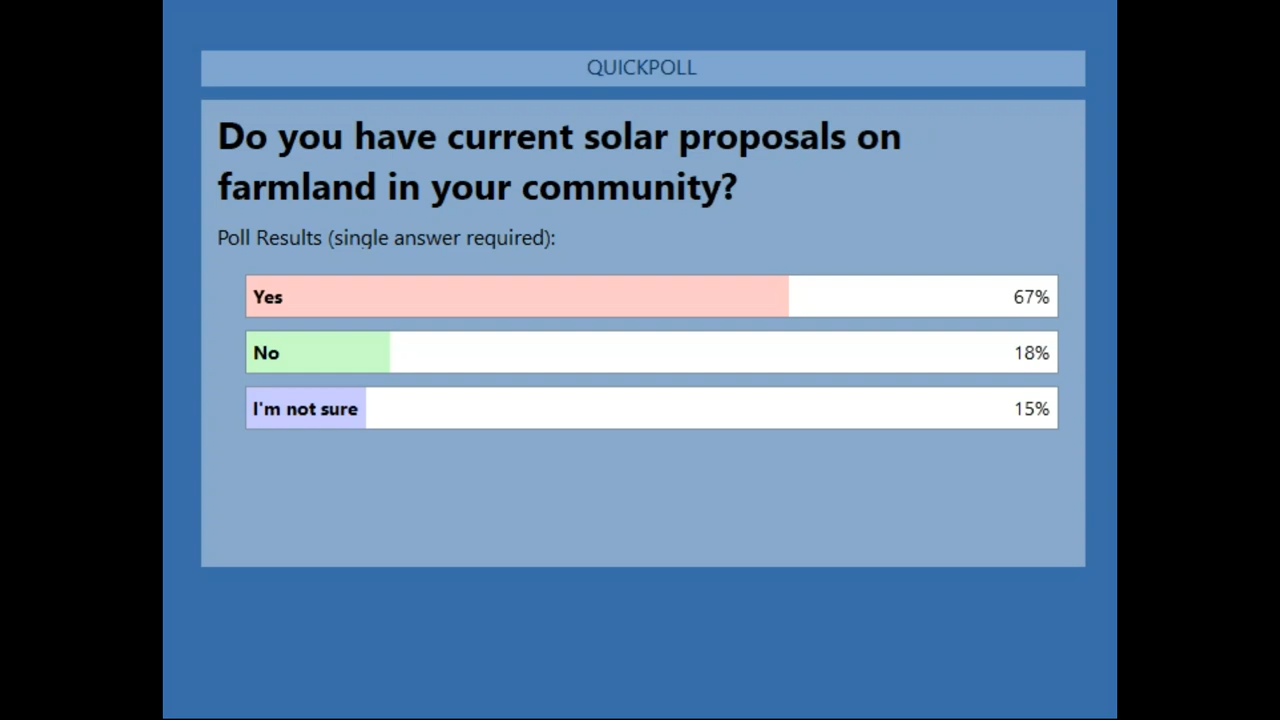 QUICKPOLL
Do you have current solar proposals on
farmland in your community?
Poll Results (single answer required):
Yes 67%
No 18%
I'm not sure 15%